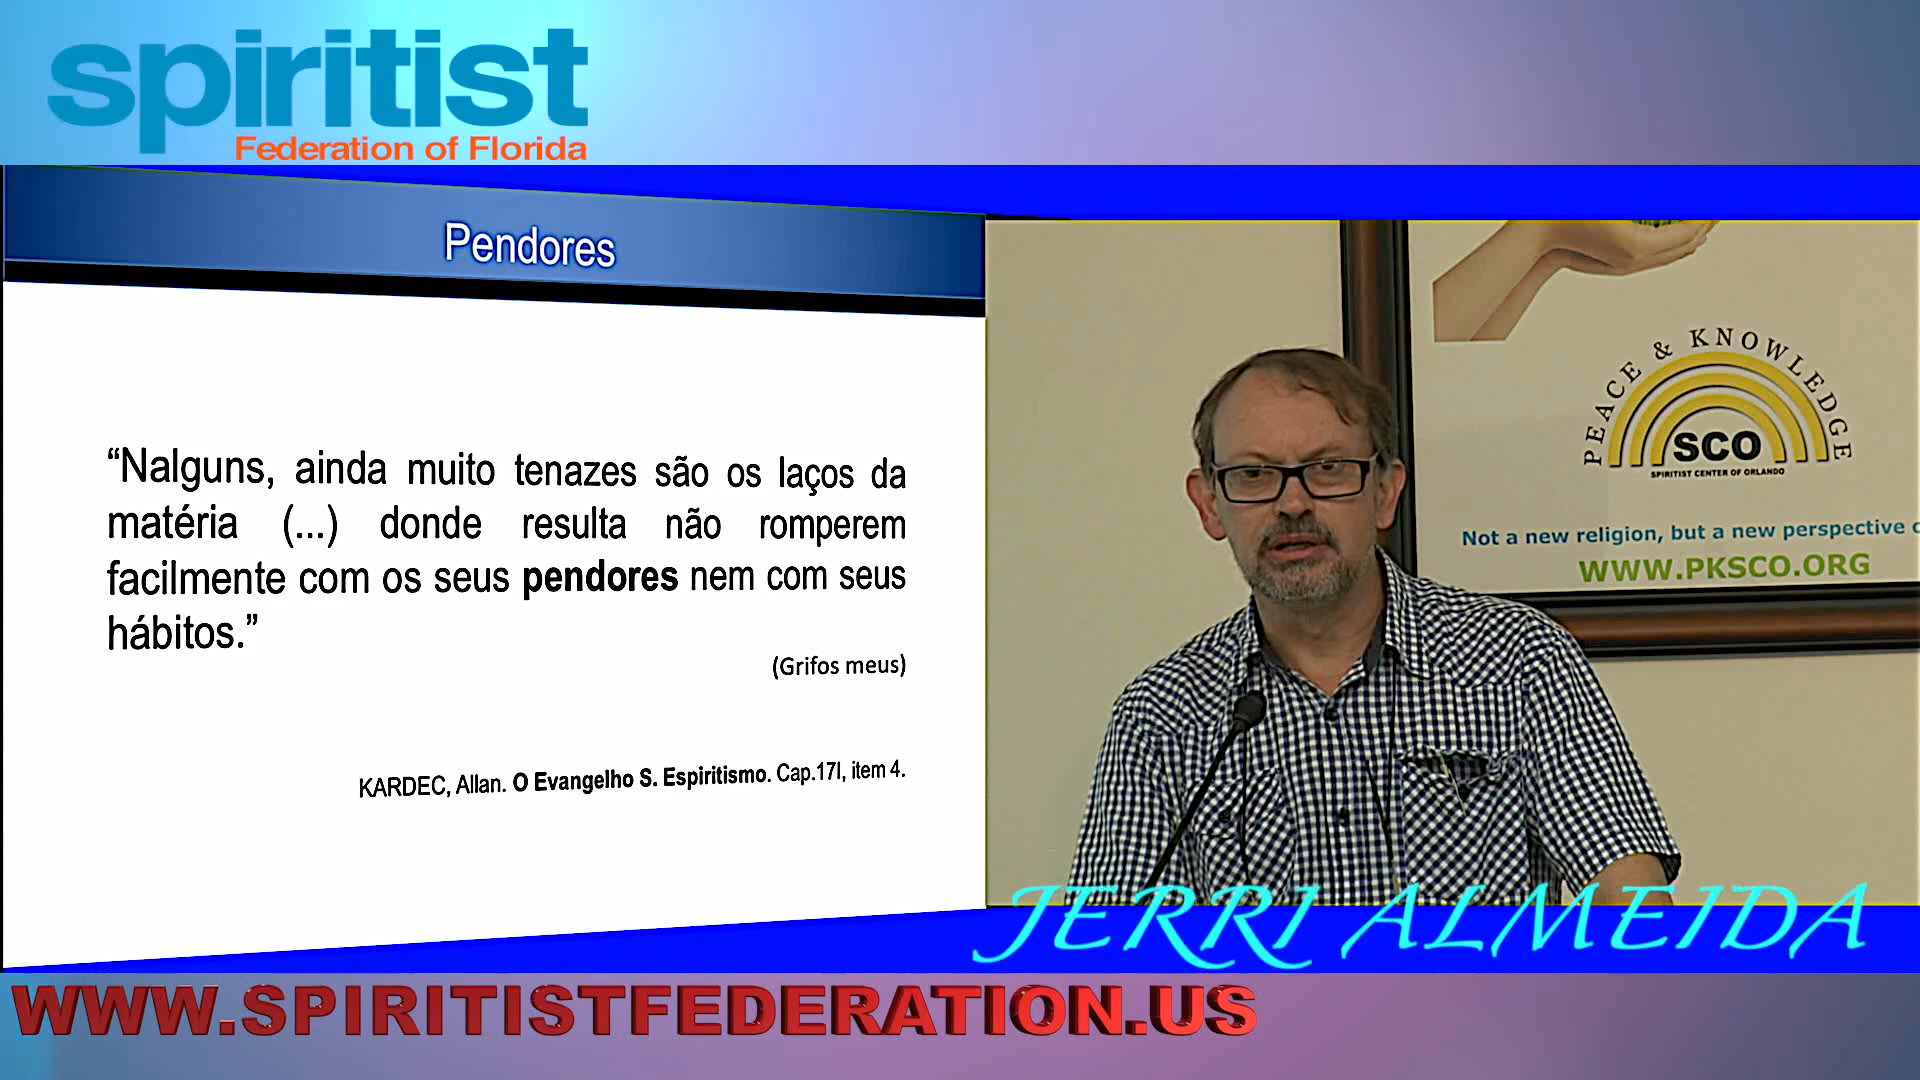 spiritist
Federation of Florida
Pendores
“Nalguns, ainda muito tenazes são os laços da
matéria (...) donde resulta não romperem
facilmente com os seus pendores nem com seus
hábitos.”
(Grifos meus)
KARDEC, Allan. O Evangelho S. Espiritismo. Cap.17I, item 4.
PEACE & KNOWLEDGE
SCO
SPIRITIST CENTER OF ORLANDO
Not a new religion, but a new perspective
WWW.PKSCO.ORG
JERRI ALMEIDA
WWW.SPIRITISTFEDERATION.US